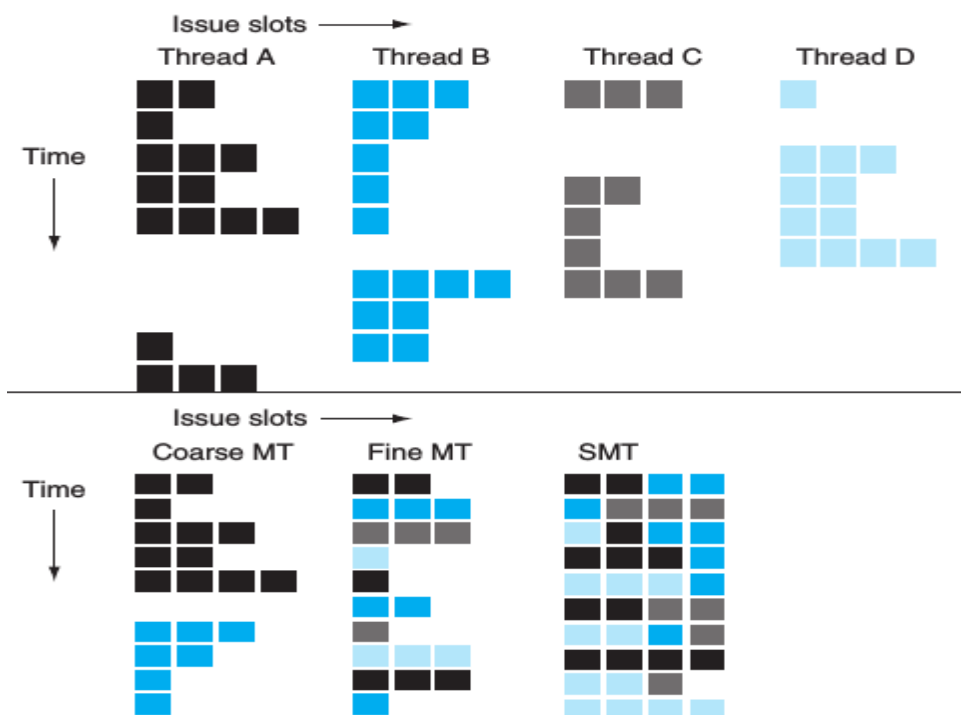 Issue slots
Thread A Thread B Thread C Thread D
Time
Issue slots
Coarse MT Fine MT SMT
Time